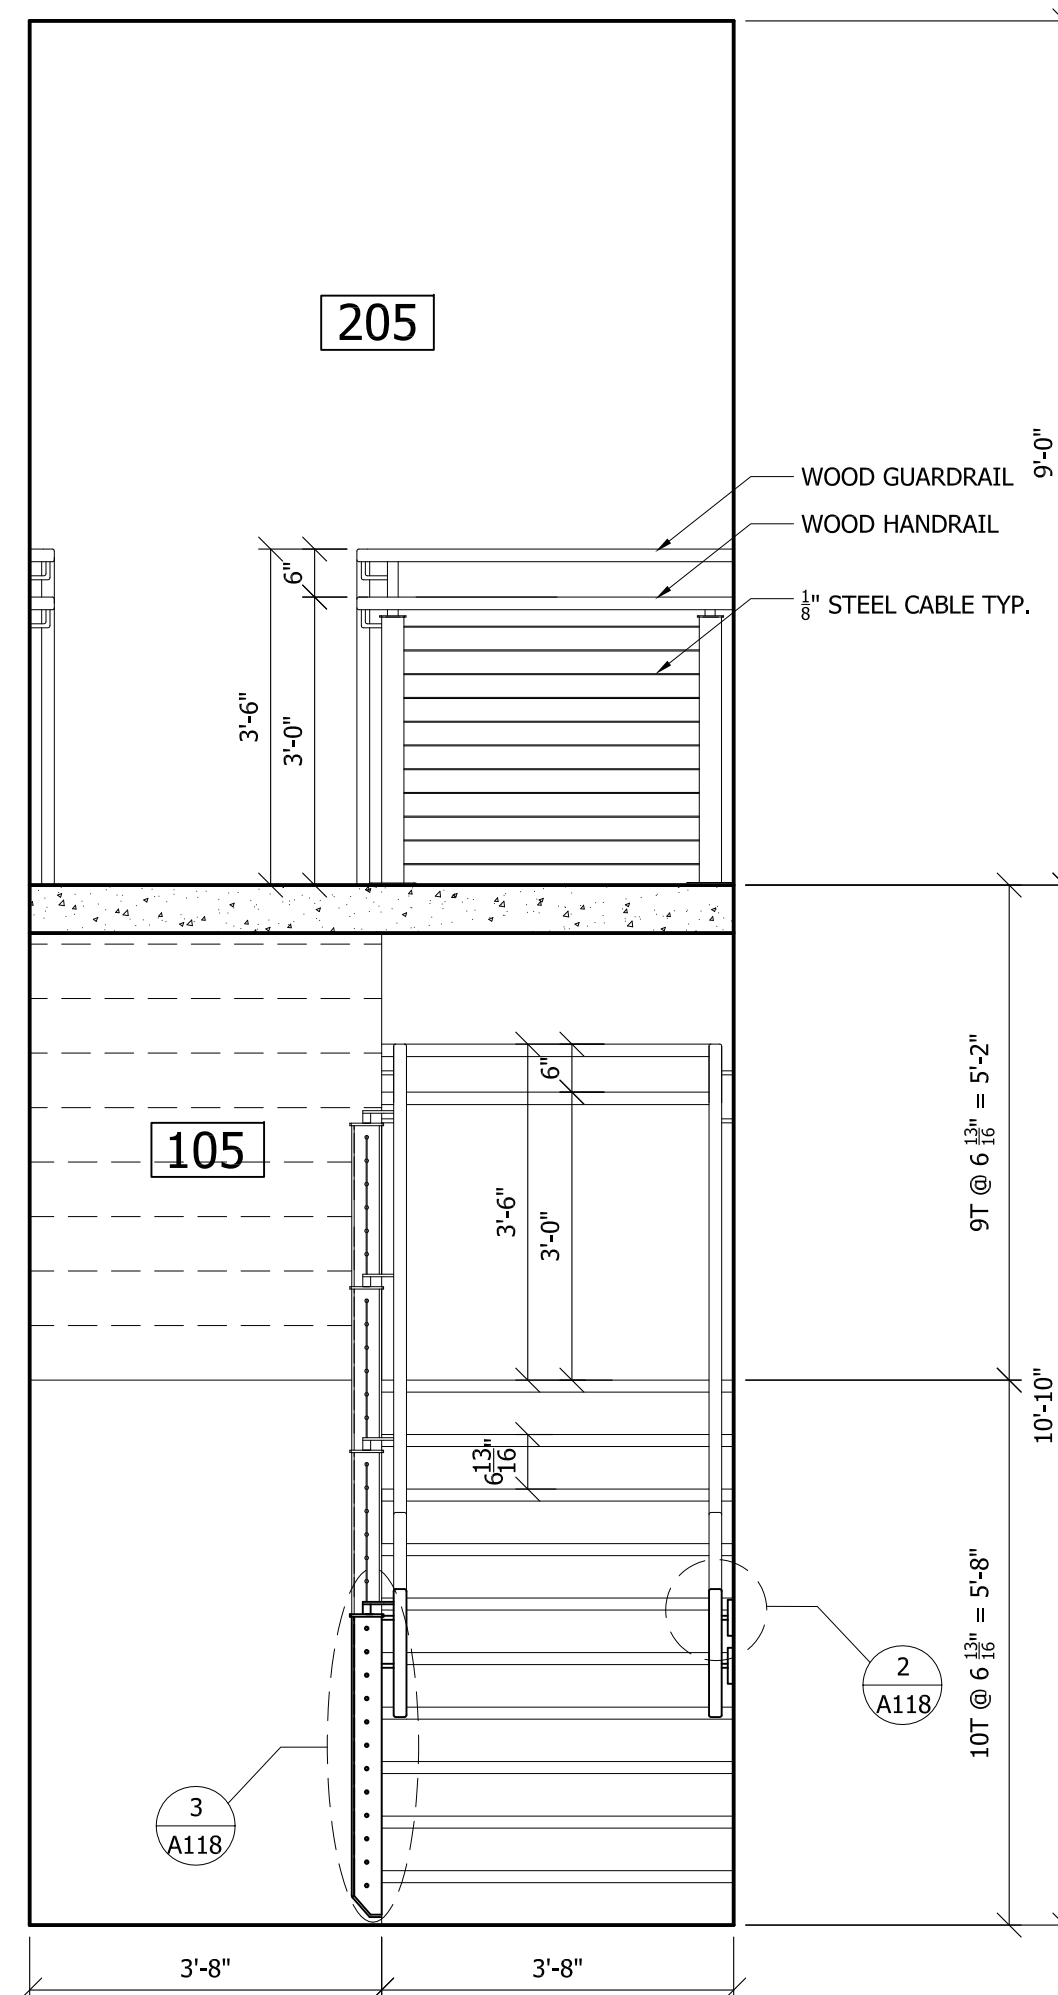 205
9'-0"
WOOD GUARDRAIL
WOOD HANDRAIL
1/8" STEEL CABLE TYP.
6"
3'-6"
3'-0"
105
6"
3'-6"
3'-0"
9T @ 6 13/16" = 5'-2"
10'-10"
6 13/16"
10T @ 6 13/16" = 5'-8"
2
A118
3
A118
3'-8"
3'-8"